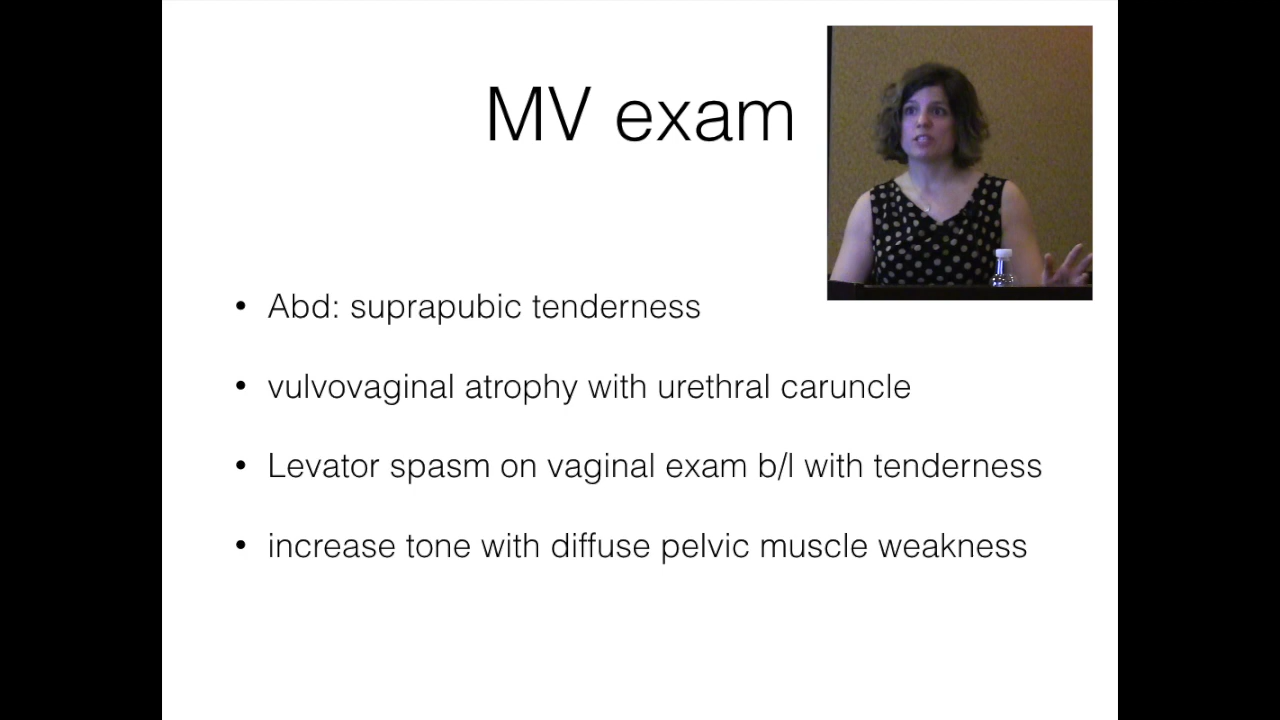 MV exam
• Abd: suprapubic tenderness
• vulvovaginal atrophy with urethral caruncle
• Levator spasm on vaginal exam b/l with tenderness
• increase tone with diffuse pelvic muscle weakness